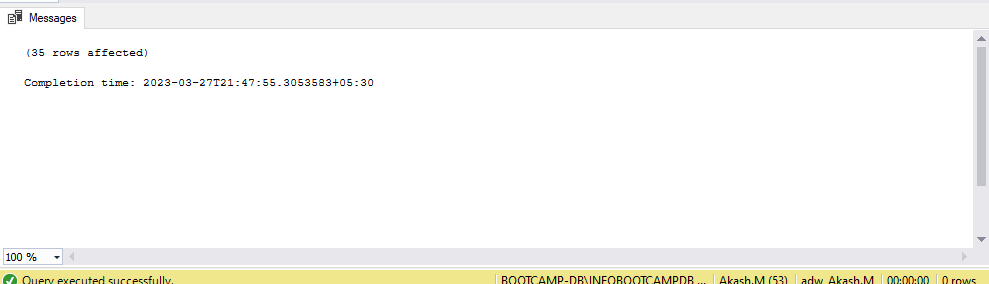 Messages
(35 rows affected)
Completion time: 2023-03-27T21:47:55.3053583+05:30
100 %
Query executed successfully.
BOOTCAMP-DB\INFOBOOTCAMPDB ... Akash.M (53) adw_Akash.M 00:00:00 0 rows